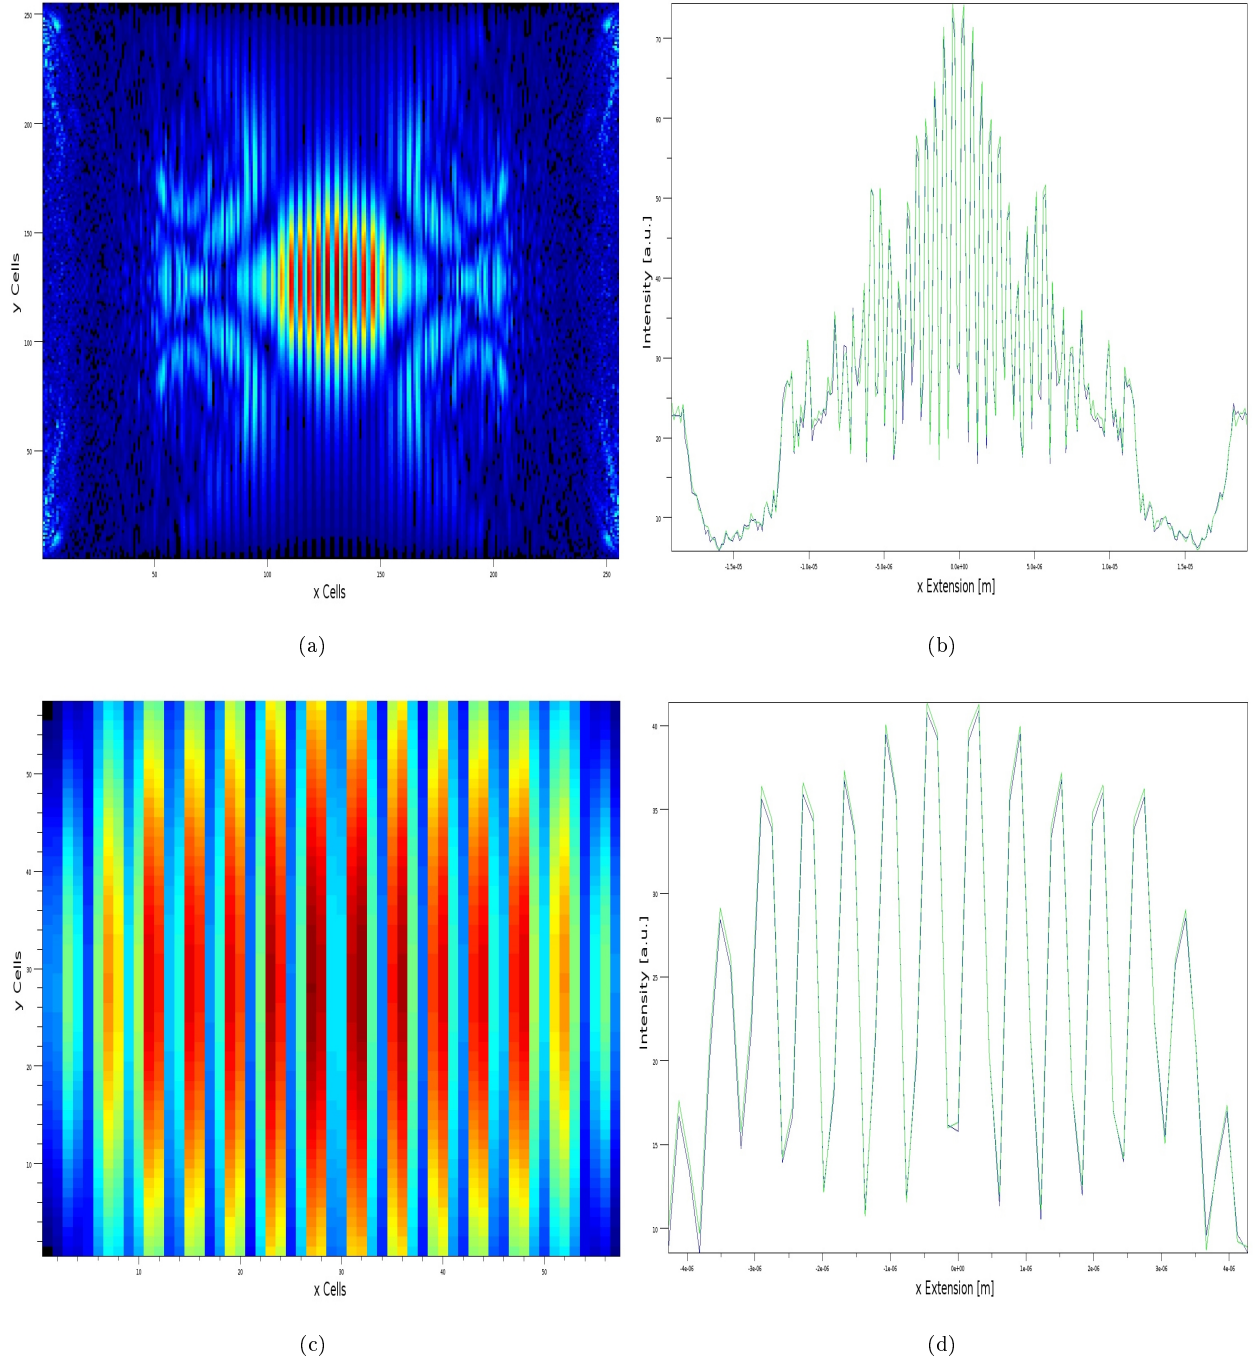 250
200
150
100
50
y Cells
50
100
150
200
250
x Cells
(a)
70
60
50
40
30
20
10
Intensity [a.u.]
-1.5e-05
-1.0e-05
-5.0e-06
0.0e+00
5.0e-06
1.0e-05
1.5e-05
x Extension [m]
(b)
50
40
30
20
10
y Cells
10
20
30
40
50
x Cells
(c)
40
35
30
25
20
15
10
Intensity [a.u.]
-4e-06
-3e-06
-2e-06
-1e-06
0e+00
1e-06
2e-06
3e-06
4e-06
x Extension [m]
(d)